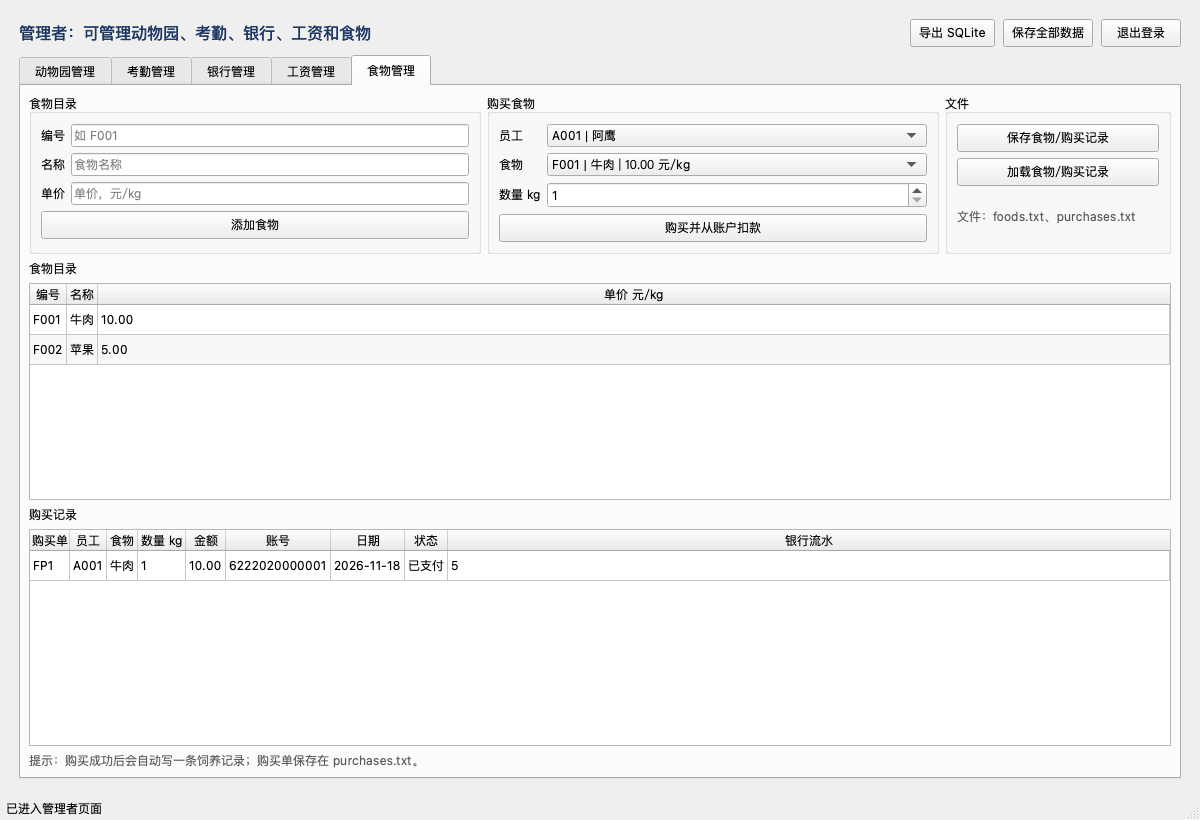 管理者：可管理动物园、考勤、银行、工资和食物
导出 SQLite
保存全部数据
退出登录
动物园管理
考勤管理
银行管理
工资管理
食物管理
食物目录
编号
如 F001
名称
食物名称
单价
单价，元/kg
添加食物
购买食物
员工
A001 | 阿鹰
食物
F001 | 牛肉 | 10.00 元/kg
数量 kg
1
购买并从账户扣款
文件
保存食物/购买记录
加载食物/购买记录
文件：foods.txt、purchases.txt
食物目录
编号 名称 单价 元/kg
F001 牛肉 10.00
F002 苹果 5.00
购买记录
购买单 员工 食物 数量 kg 金额 账号 日期 状态 银行流水
FP1 A001 牛肉 1 10.00 6222020000001 2026-11-18 已支付 5
提示：购买成功后会自动写一条饲养记录；购买单保存在 purchases.txt。
已进入管理者页面